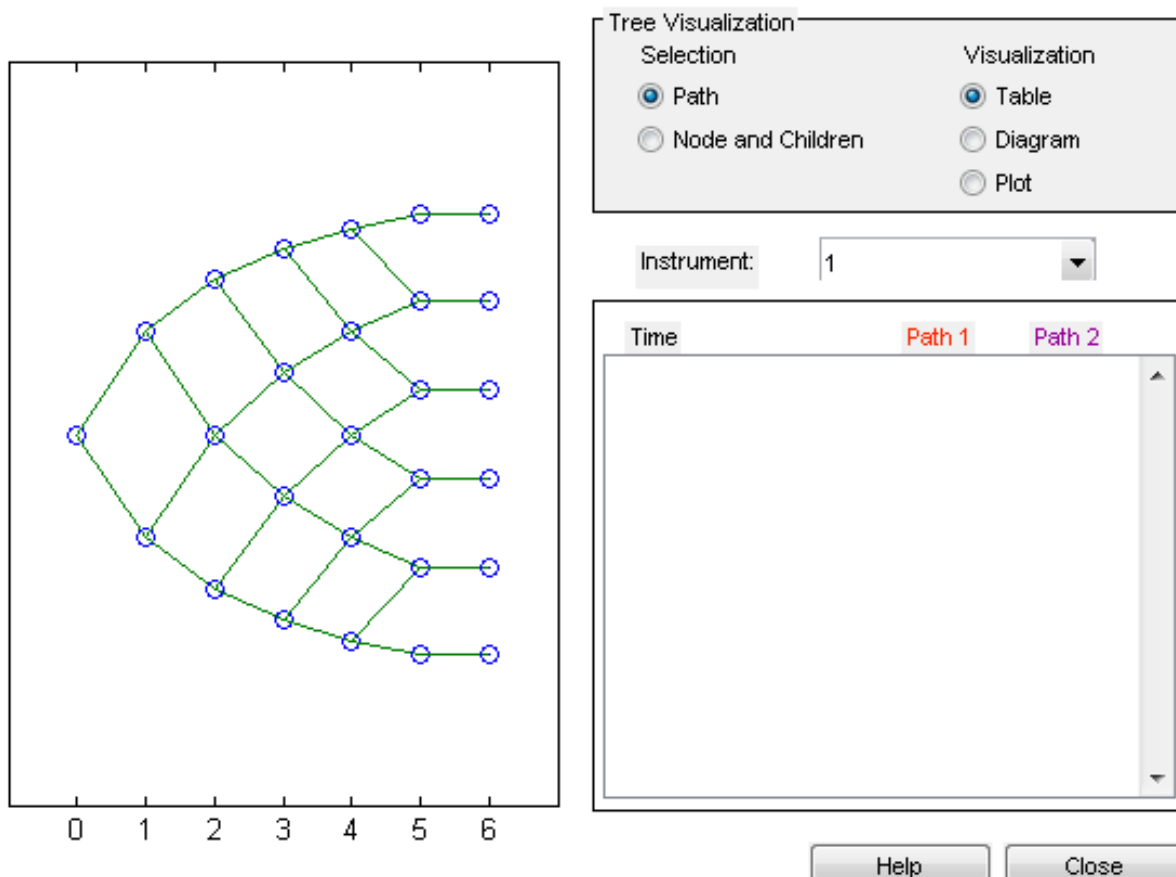 Tree Visualization
Selection Visualization
Path Table
Node and Children Diagram
Plot
Instrument: 1
Time Path 1 Path 2
0 1 2 3 4 5 6
Help Close